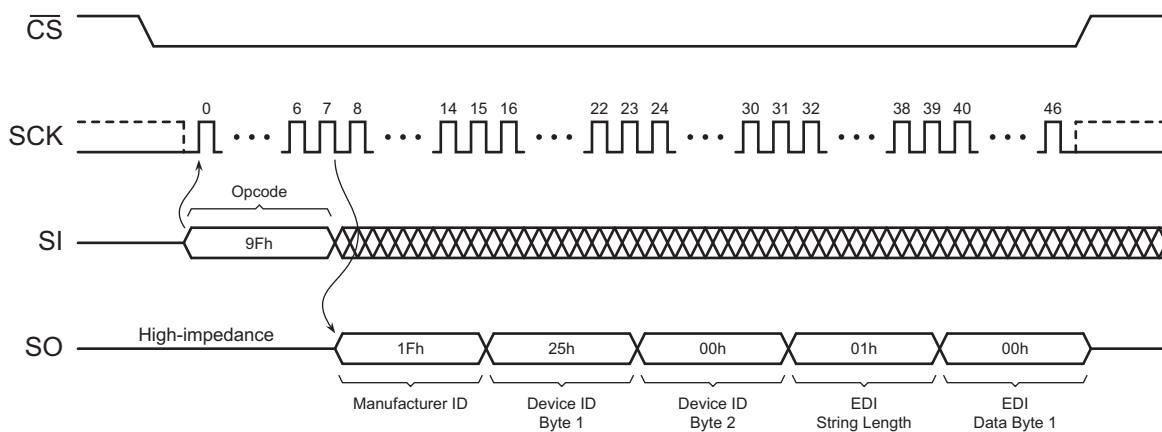 CS
0 6 7 8 14 15 16 22 23 24 30 31 32 38 39 40 46
SCK
Opcode
SI
9Fh
High-impedance
SO
1Fh 25h 00h 01h 00h
Manufacturer ID Device ID Device ID EDI EDI
Byte 1 Byte 2 String Length Data Byte 1